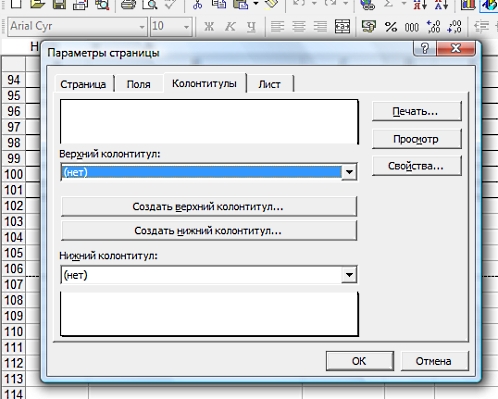 Arial Cyr 10
Ж К Ч % 000
Н
Параметры страницы
Страница Поля Колонтитулы Лист
Печать...
Просмотр
Свойства...
Верхний колонтитул:
(нет)
Создать верхний колонтитул...
Создать нижний колонтитул...
Нижний колонтитул:
(нет)
ОК Отмена
94
95
96
97
98
99
100
101
102
103
104
105
106
107
108
109
110
111
112
113
114